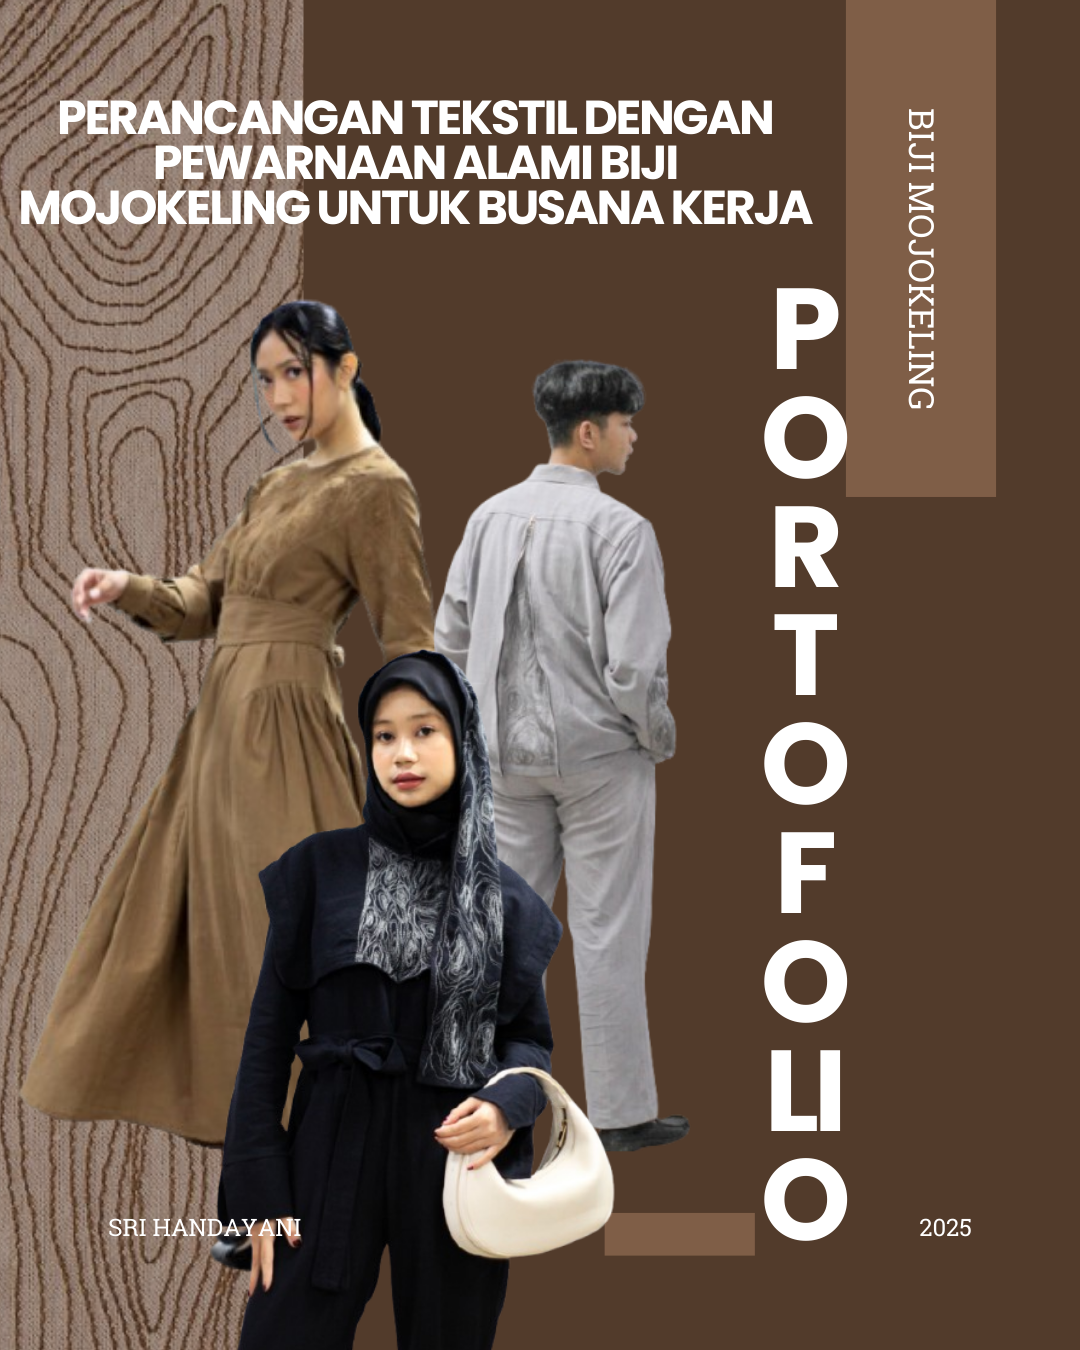 PERANCANGAN TEKSTIL DENGAN
PEWARNAAN ALAMI BIJI
MOJOKELING UNTUK BUSANA KERJA
BIJI MOJOKELING
PORTOFOLIO
SRI HANDAYANI
2025